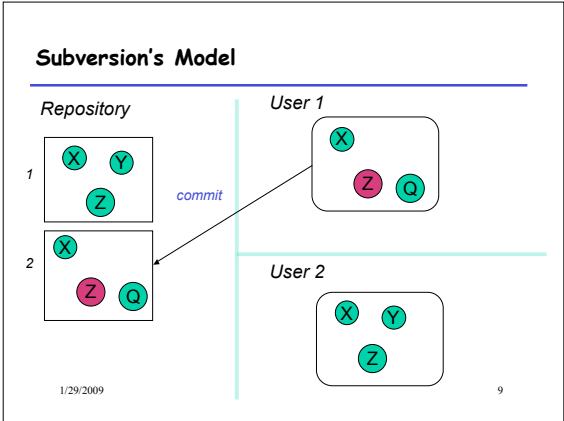 Subversion's Model
Repository
1
X Y
Z
2
X
Z Q
commit
User 1
X
Z Q
User 2
X Y
Z
1/29/2009
9